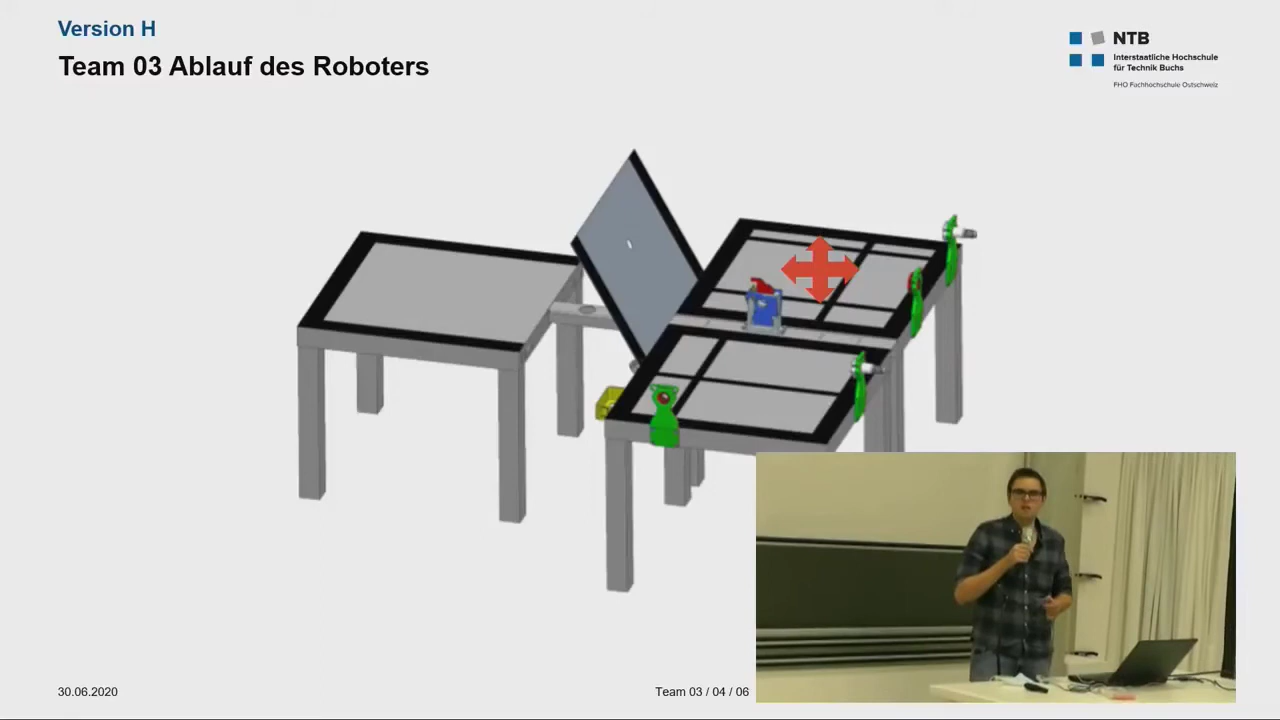 Version H
Team 03 Ablauf des Roboters
NTB
Interstaatliche Hochschule
für Technik Buchs
FHO Fachhochschule Ostschweiz
30.06.2020
Team 03 / 04 / 06